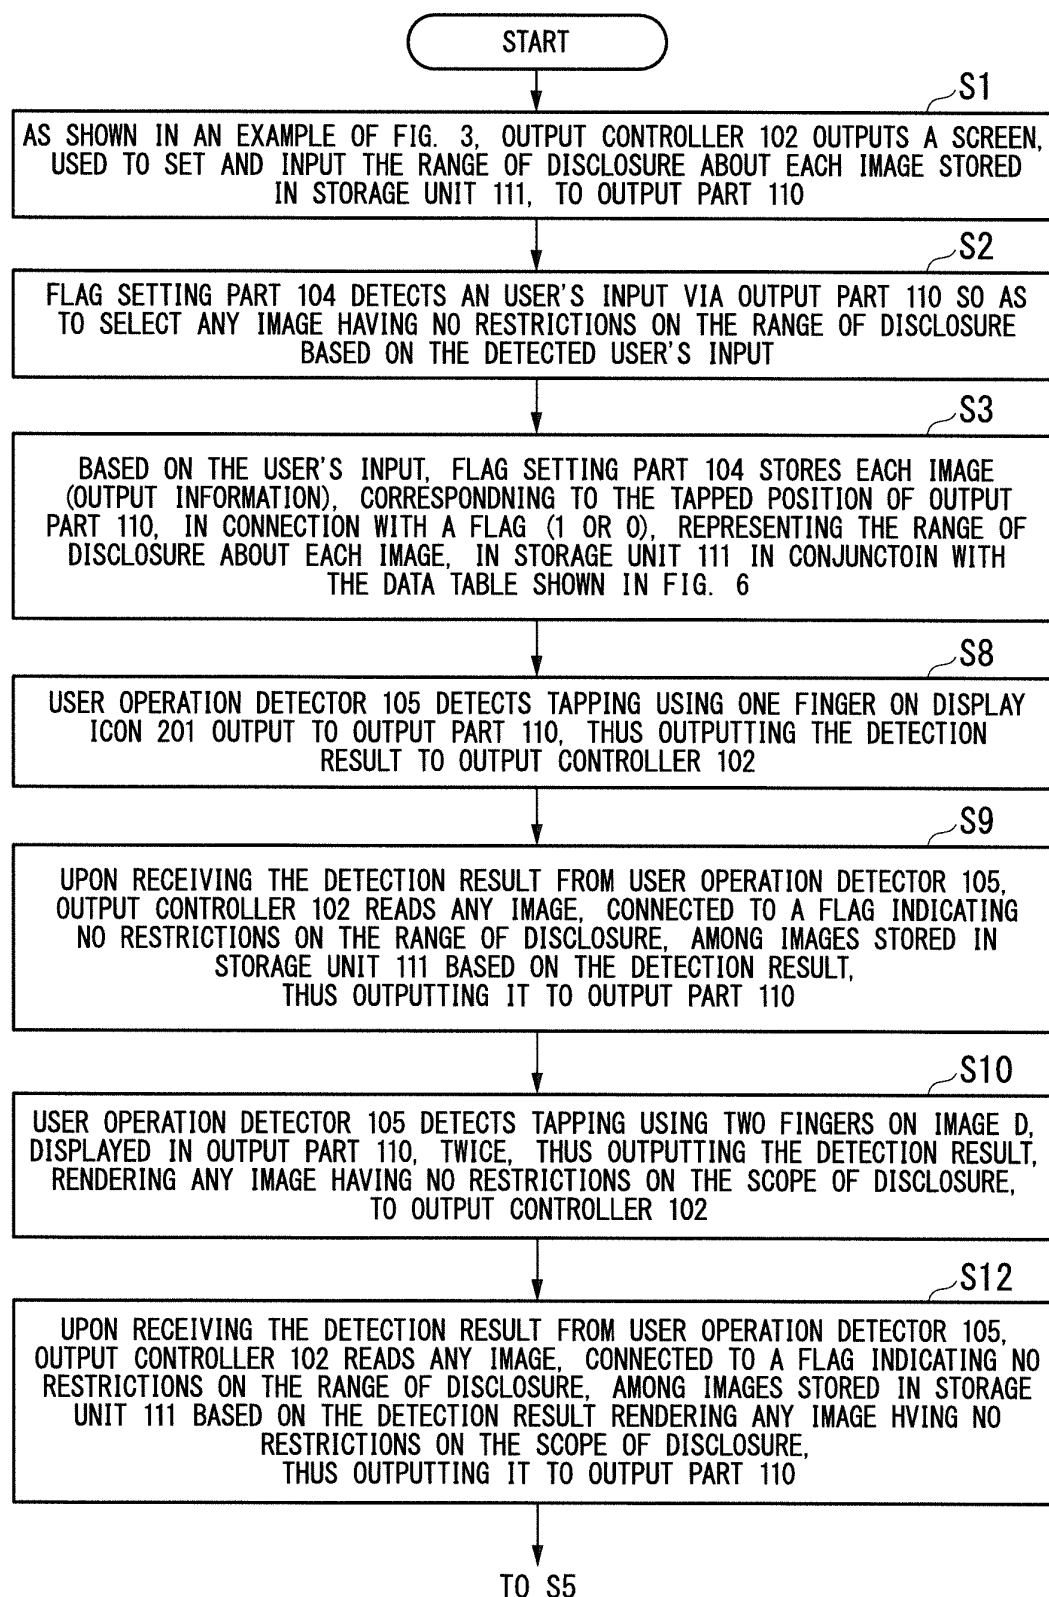 START
S1
AS SHOWN IN AN EXAMPLE OF FIG. 3, OUTPUT CONTROLLER 102 OUTPUTS A SCREEN,
USED TO SET AND INPUT THE RANGE OF DISCLOSURE ABOUT EACH IMAGE STORED
IN STORAGE UNIT 111, TO OUTPUT PART 110
S2
FLAG SETTING PART 104 DETECTS AN USER'S INPUT VIA OUTPUT PART 110 SO AS
TO SELECT ANY IMAGE HAVING NO RESTRICTIONS ON THE RANGE OF DISCLOSURE
BASED ON THE DETECTED USER'S INPUT
S3
BASED ON THE USER'S INPUT, FLAG SETTING PART 104 STORES EACH IMAGE
(OUTPUT INFORMATION), CORRESPONDNING TO THE TAPPED POSITION OF OUTPUT
PART 110, IN CONNECTION WITH A FLAG (1 OR 0), REPRESENTING THE RANGE OF
DISCLOSURE ABOUT EACH IMAGE, IN STORAGE UNIT 111 IN CONJUNCTOIN WITH
THE DATA TABLE SHOWN IN FIG. 6
S8
USER OPERATION DETECTOR 105 DETECTS TAPPING USING ONE FINGER ON DISPLAY
ICON 201 OUTPUT TO OUTPUT PART 110, THUS OUTPUTTING THE DETECTION
RESULT TO OUTPUT CONTROLLER 102
S9
UPON RECEIVING THE DETECTION RESULT FROM USER OPERATION DETECTOR 105,
OUTPUT CONTROLLER 102 READS ANY IMAGE, CONNECTED TO A FLAG INDICATING
NO RESTRICTIONS ON THE RANGE OF DISCLOSURE, AMONG IMAGES STORED IN
STORAGE UNIT 111 BASED ON THE DETECTION RESULT,
THUS OUTPUTTING IT TO OUTPUT PART 110
S10
USER OPERATION DETECTOR 105 DETECTS TAPPING USING TWO FINGERS ON IMAGE D,
DISPLAYED IN OUTPUT PART 110, TWICE, THUS OUTPUTTING THE DETECTION RESULT,
RENDERING ANY IMAGE HAVING NO RESTRICTIONS ON THE SCOPE OF DISCLOSURE,
TO OUTPUT CONTROLLER 102
S12
UPON RECEIVING THE DETECTION RESULT FROM USER OPERATION DETECTOR 105,
OUTPUT CONTROLLER 102 READS ANY IMAGE, CONNECTED TO A FLAG INDICATING NO
RESTRICTIONS ON THE RANGE OF DISCLOSURE, AMONG IMAGES STORED IN STORAGE
UNIT 111 BASED ON THE DETECTION RESULT RENDERING ANY IMAGE HVING NO
RESTRICTIONS ON THE SCOPE OF DISCLOSURE,
THUS OUTPUTTING IT TO OUTPUT PART 110
TO S5